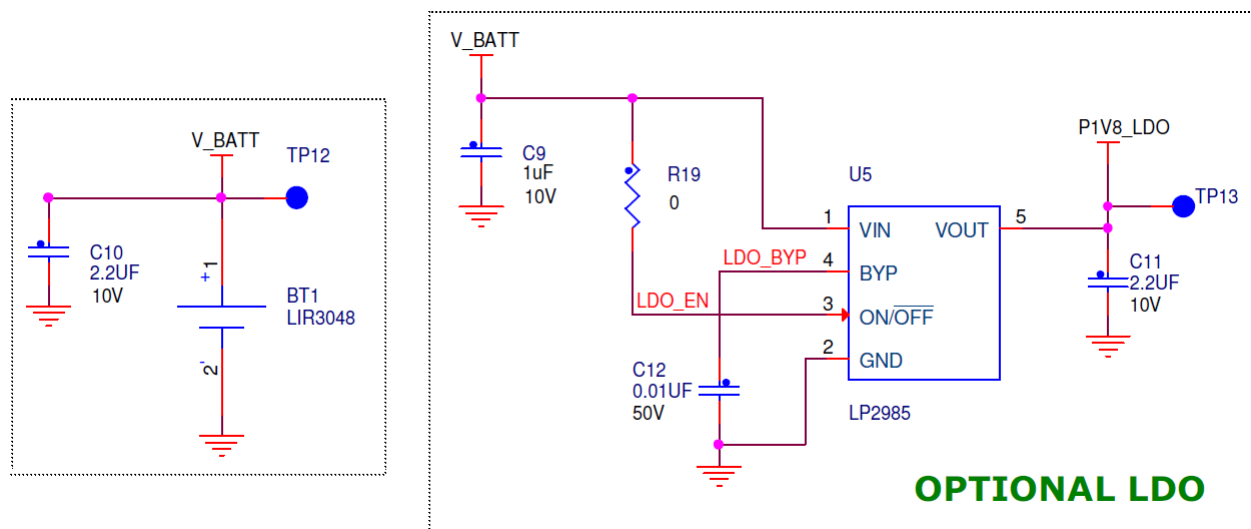 V_BATT
TP12
C10
2.2UF
10V
+
1
BT1
LIR3048
2
-
V_BATT
C9
1uF
10V
R19
0
P1V8_LDO
TP13
U5
1
VIN
VOUT
5
LDO_BYP
4
BYP
C11
2.2UF
10V
LDO_EN
3
ON/OFF
2
GND
C12
0.01UF
50V
LP2985
OPTIONAL LDO